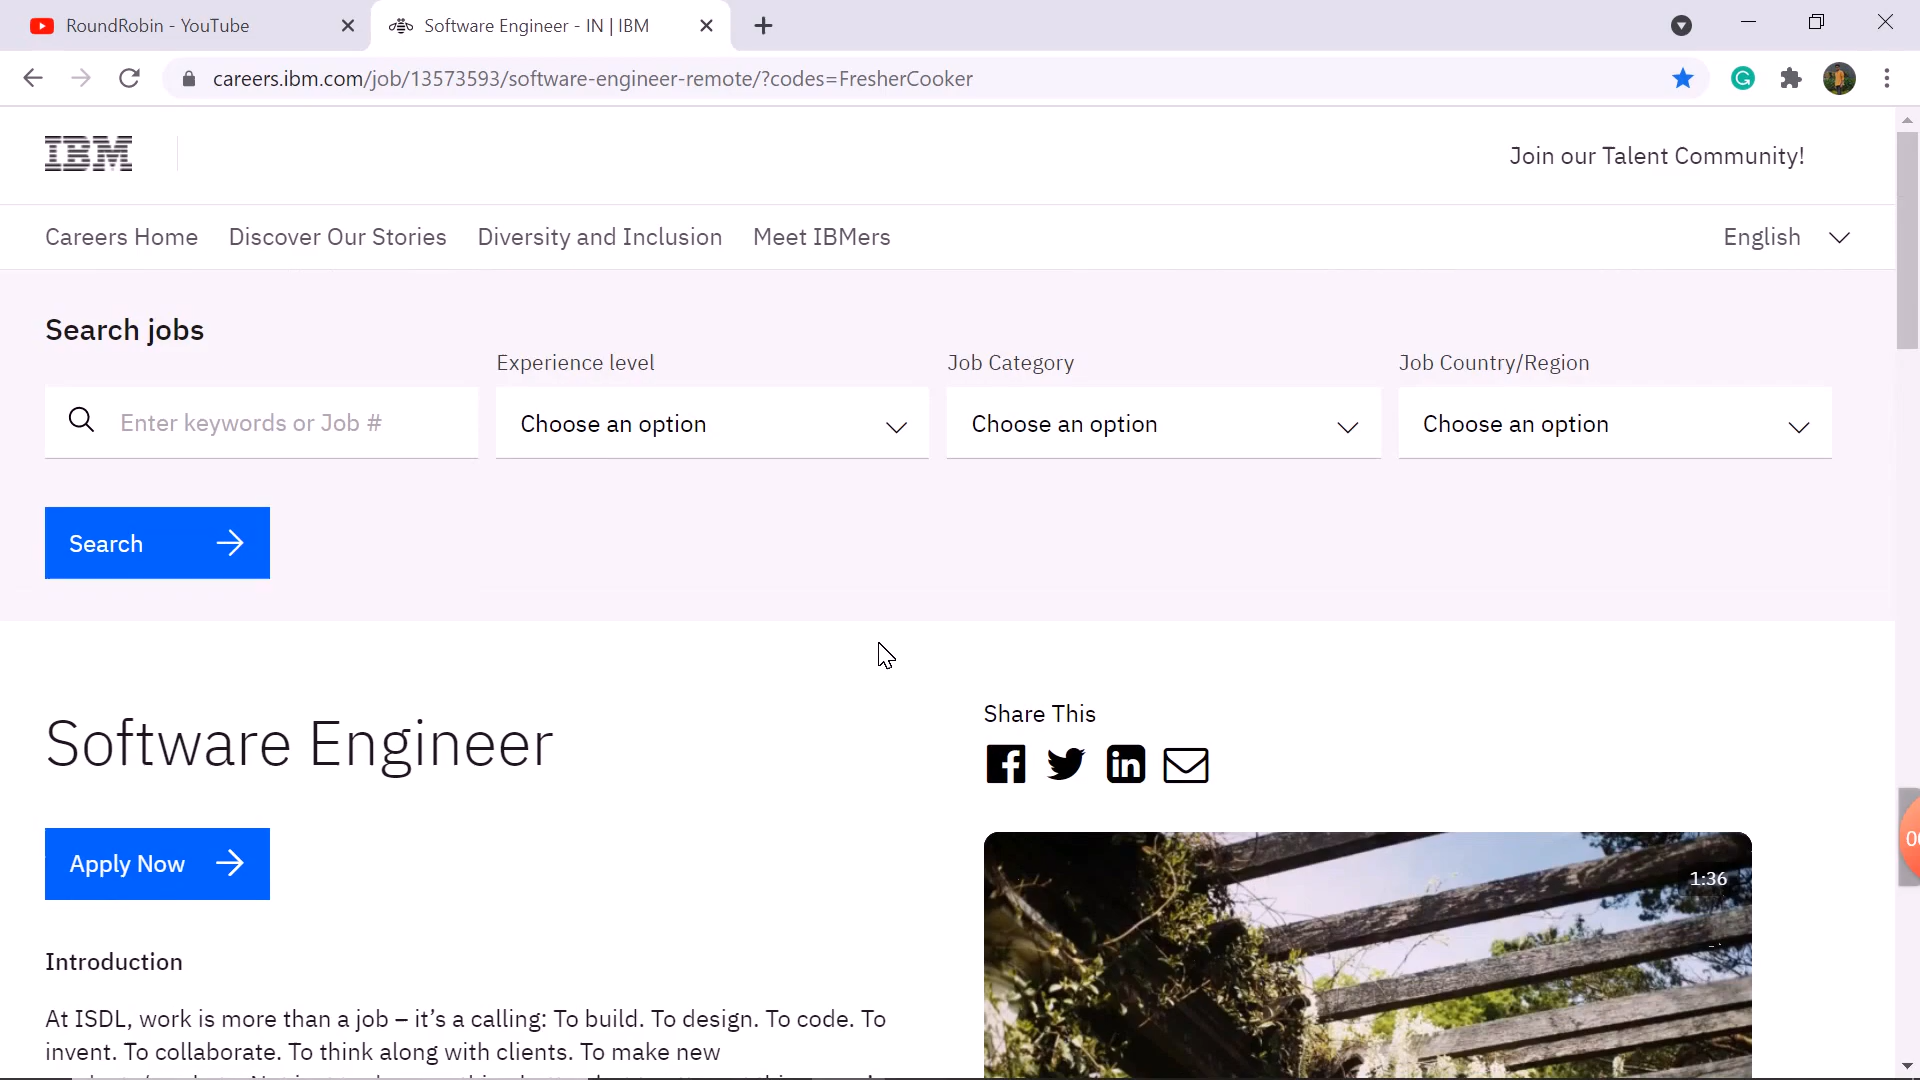 RoundRobin - YouTube
Software Engineer - IN | IBM
careers.ibm.com/job/13573593/software-engineer-remote/?codes=FresherCooker
IBM
Join our Talent Community!
Careers Home
Discover Our Stories
Diversity and Inclusion
Meet IBMers
English
Search jobs
Experience level
Job Category
Job Country/Region
Enter keywords or Job #
Choose an option
Choose an option
Choose an option
Search
Share This
Software Engineer
Apply Now
1:36
Introduction
At ISDL, work is more than a job – it's a calling: To build. To design. To code. To
invent. To collaborate. To think along with clients. To make new